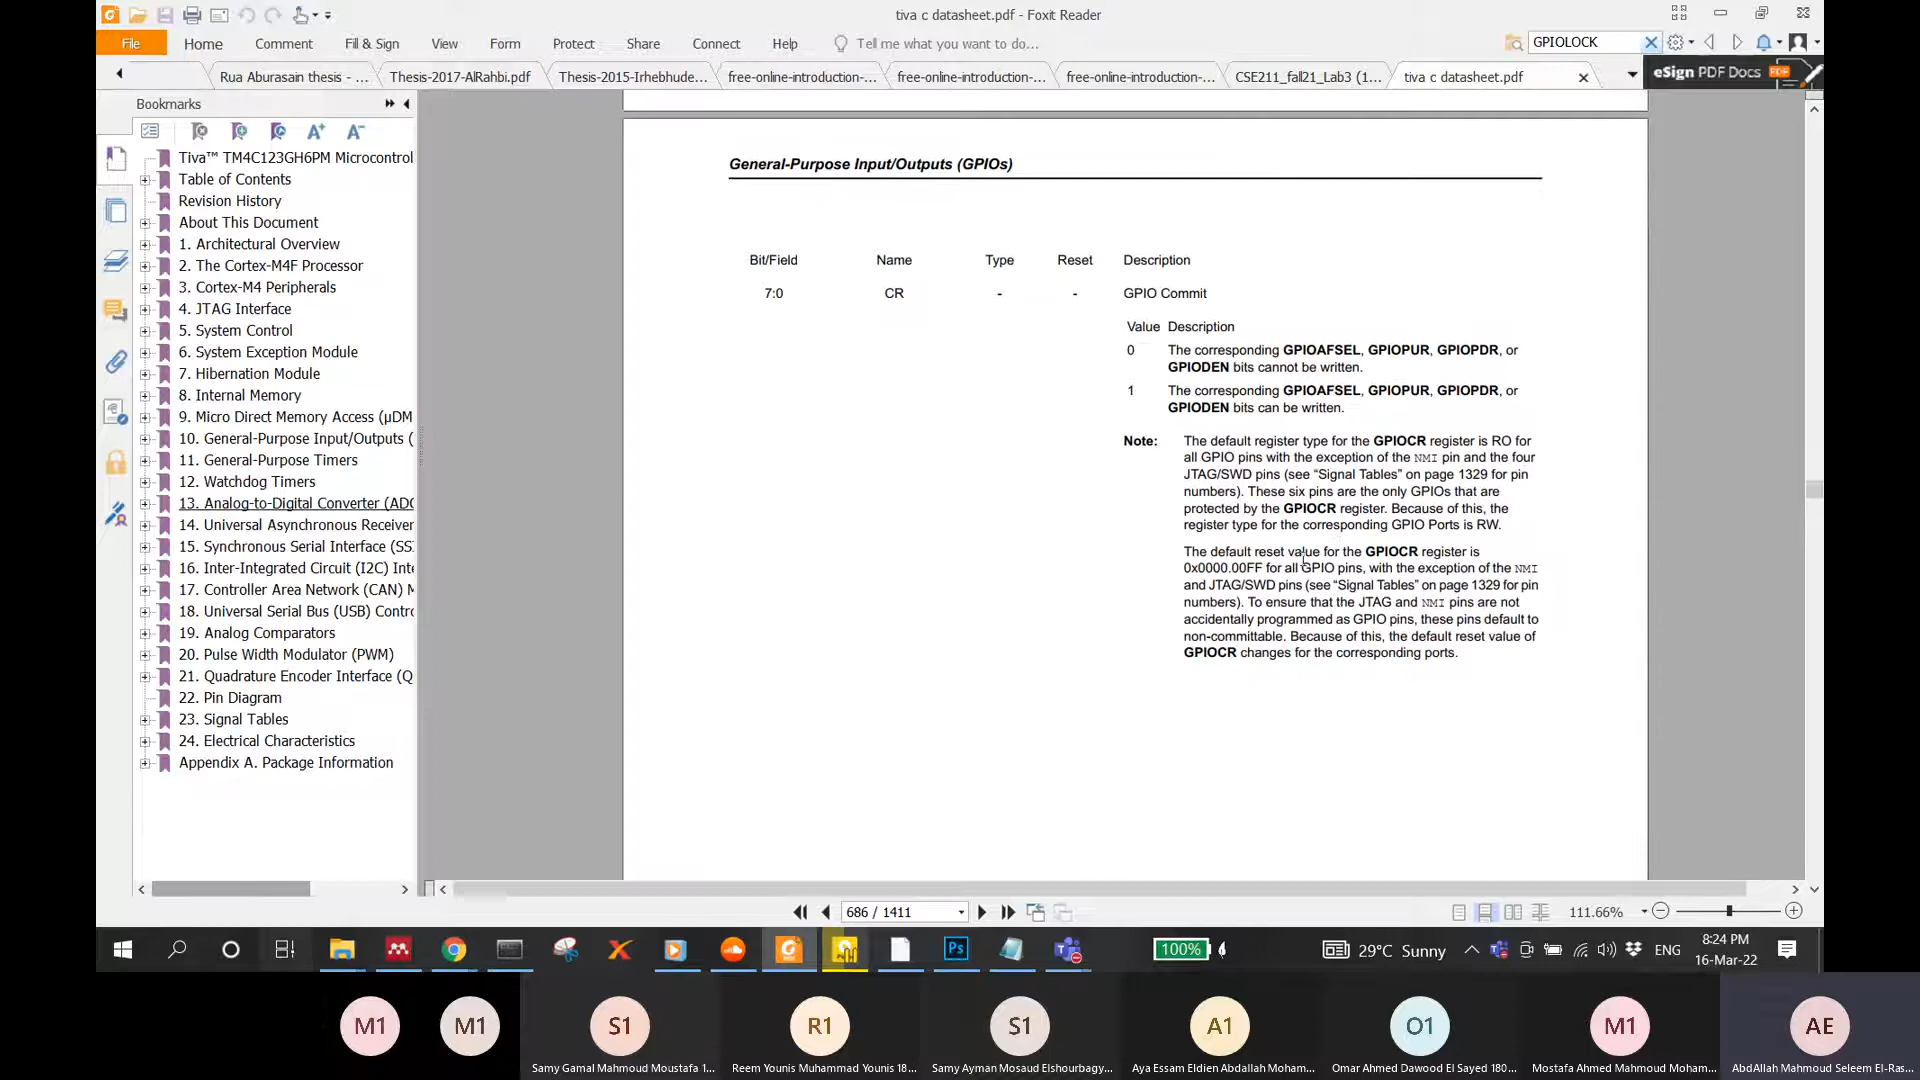 tiva c datasheet.pdf - Foxit Reader
File
Home
Comment
Fill & Sign
View
Form
Protect
Share
Connect
Help
Tell me what you want to do...
GPIOLOCK
Rua Aburasain thesis - ...
Thesis-2017-AlRahbi.pdf
Thesis-2015-Irhebhude...
free-online-introduction-...
free-online-introduction-...
free-online-introduction-...
CSE211_fall21_Lab3 (1...
tiva c datasheet.pdf
eSign PDF Docs
Bookmarks
Tiva™ TM4C123GH6PM Microcontrol
Table of Contents
Revision History
About This Document
1. Architectural Overview
2. The Cortex-M4F Processor
3. Cortex-M4 Peripherals
4. JTAG Interface
5. System Control
6. System Exception Module
7. Hibernation Module
8. Internal Memory
9. Micro Direct Memory Access (µDM
10. General-Purpose Input/Outputs (
11. General-Purpose Timers
12. Watchdog Timers
13. Analog-to-Digital Converter (ADC
14. Universal Asynchronous Receiver
15. Synchronous Serial Interface (SS
16. Inter-Integrated Circuit (I2C) Int
17. Controller Area Network (CAN) M
18. Universal Serial Bus (USB) Contr
19. Analog Comparators
20. Pulse Width Modulator (PWM)
21. Quadrature Encoder Interface (Q
22. Pin Diagram
23. Signal Tables
24. Electrical Characteristics
Appendix A. Package Information
General-Purpose Input/Outputs (GPIOs)
Bit/Field Name Type Reset Description
7:0 CR - - GPIO Commit
Value Description
0 The corresponding GPIOAFSEL, GPIOPUR, GPIOPDR, or
GPIODEN bits cannot be written.
1 The corresponding GPIOAFSEL, GPIOPUR, GPIOPDR, or
GPIODEN bits can be written.
Note: The default register type for the GPIOCR register is RO for
all GPIO pins with the exception of the NMI pin and the four
JTAG/SWD pins (see “Signal Tables” on page 1329 for pin
numbers). These six pins are the only GPIOs that are
protected by the GPIOCR register. Because of this, the
register type for the corresponding GPIO Ports is RW.
The default reset value for the GPIOCR register is
0x0000.00FF for all GPIO pins, with the exception of the NMI
and JTAG/SWD pins (see “Signal Tables” on page 1329 for pin
numbers). To ensure that the JTAG and NMI pins are not
accidentally programmed as GPIO pins, these pins default to
non-committable. Because of this, the default reset value of
GPIOCR changes for the corresponding ports.
686 / 1411
111.66%
100%
29°C Sunny
ENG
8:24 PM
16-Mar-22
M1
M1
S1
R1
S1
A1
O1
M1
AE
Samy Gamal Mahmoud Moustafa 1...
Reem Younis Muhammad Younis 18...
Samy Ayman Mosaud Elshourbagy...
Aya Essam Eldien Abdallah Moham...
Omar Ahmed Dawood El Sayed 180...
Mostafa Ahmed Mahmoud Moham...
AbdAllah Mahmoud Seleem El-Ras...